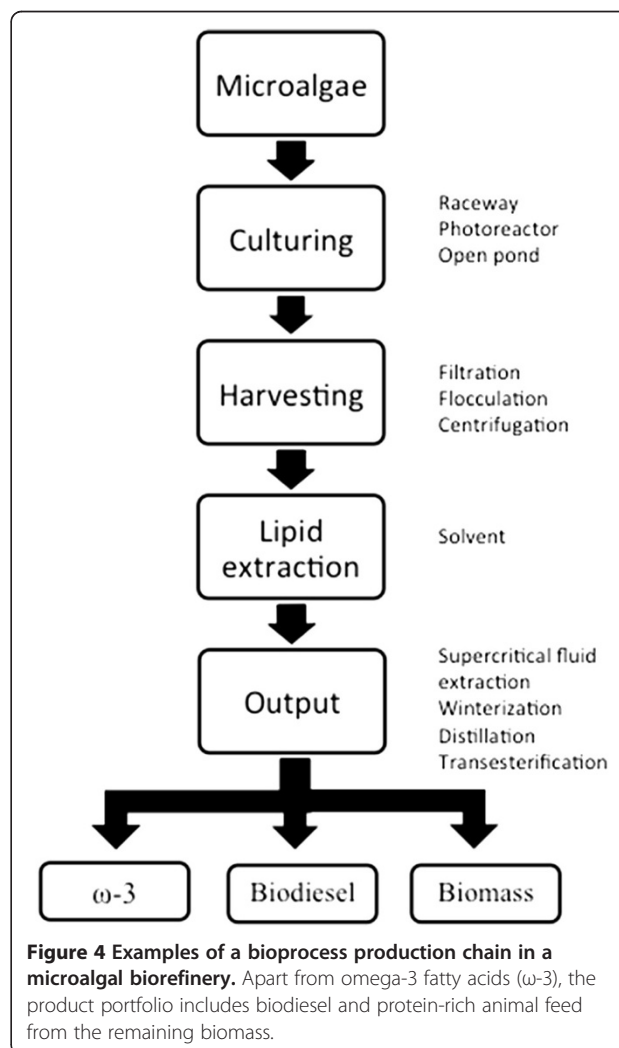 Microalgae
Culturing
Raceway
Photoreactor
Open pond
Harvesting
Filtration
Flocculation
Centrifugation
Lipid
extraction
Solvent
Output
Supercritical fluid
extraction
Winterization
Distillation
Transesterification
ω-3
Biodiesel
Biomass
Figure 4 Examples of a bioprocess production chain in a
microalgal biorefinery. Apart from omega-3 fatty acids (ω-3), the
product portfolio includes biodiesel and protein-rich animal feed
from the remaining biomass.